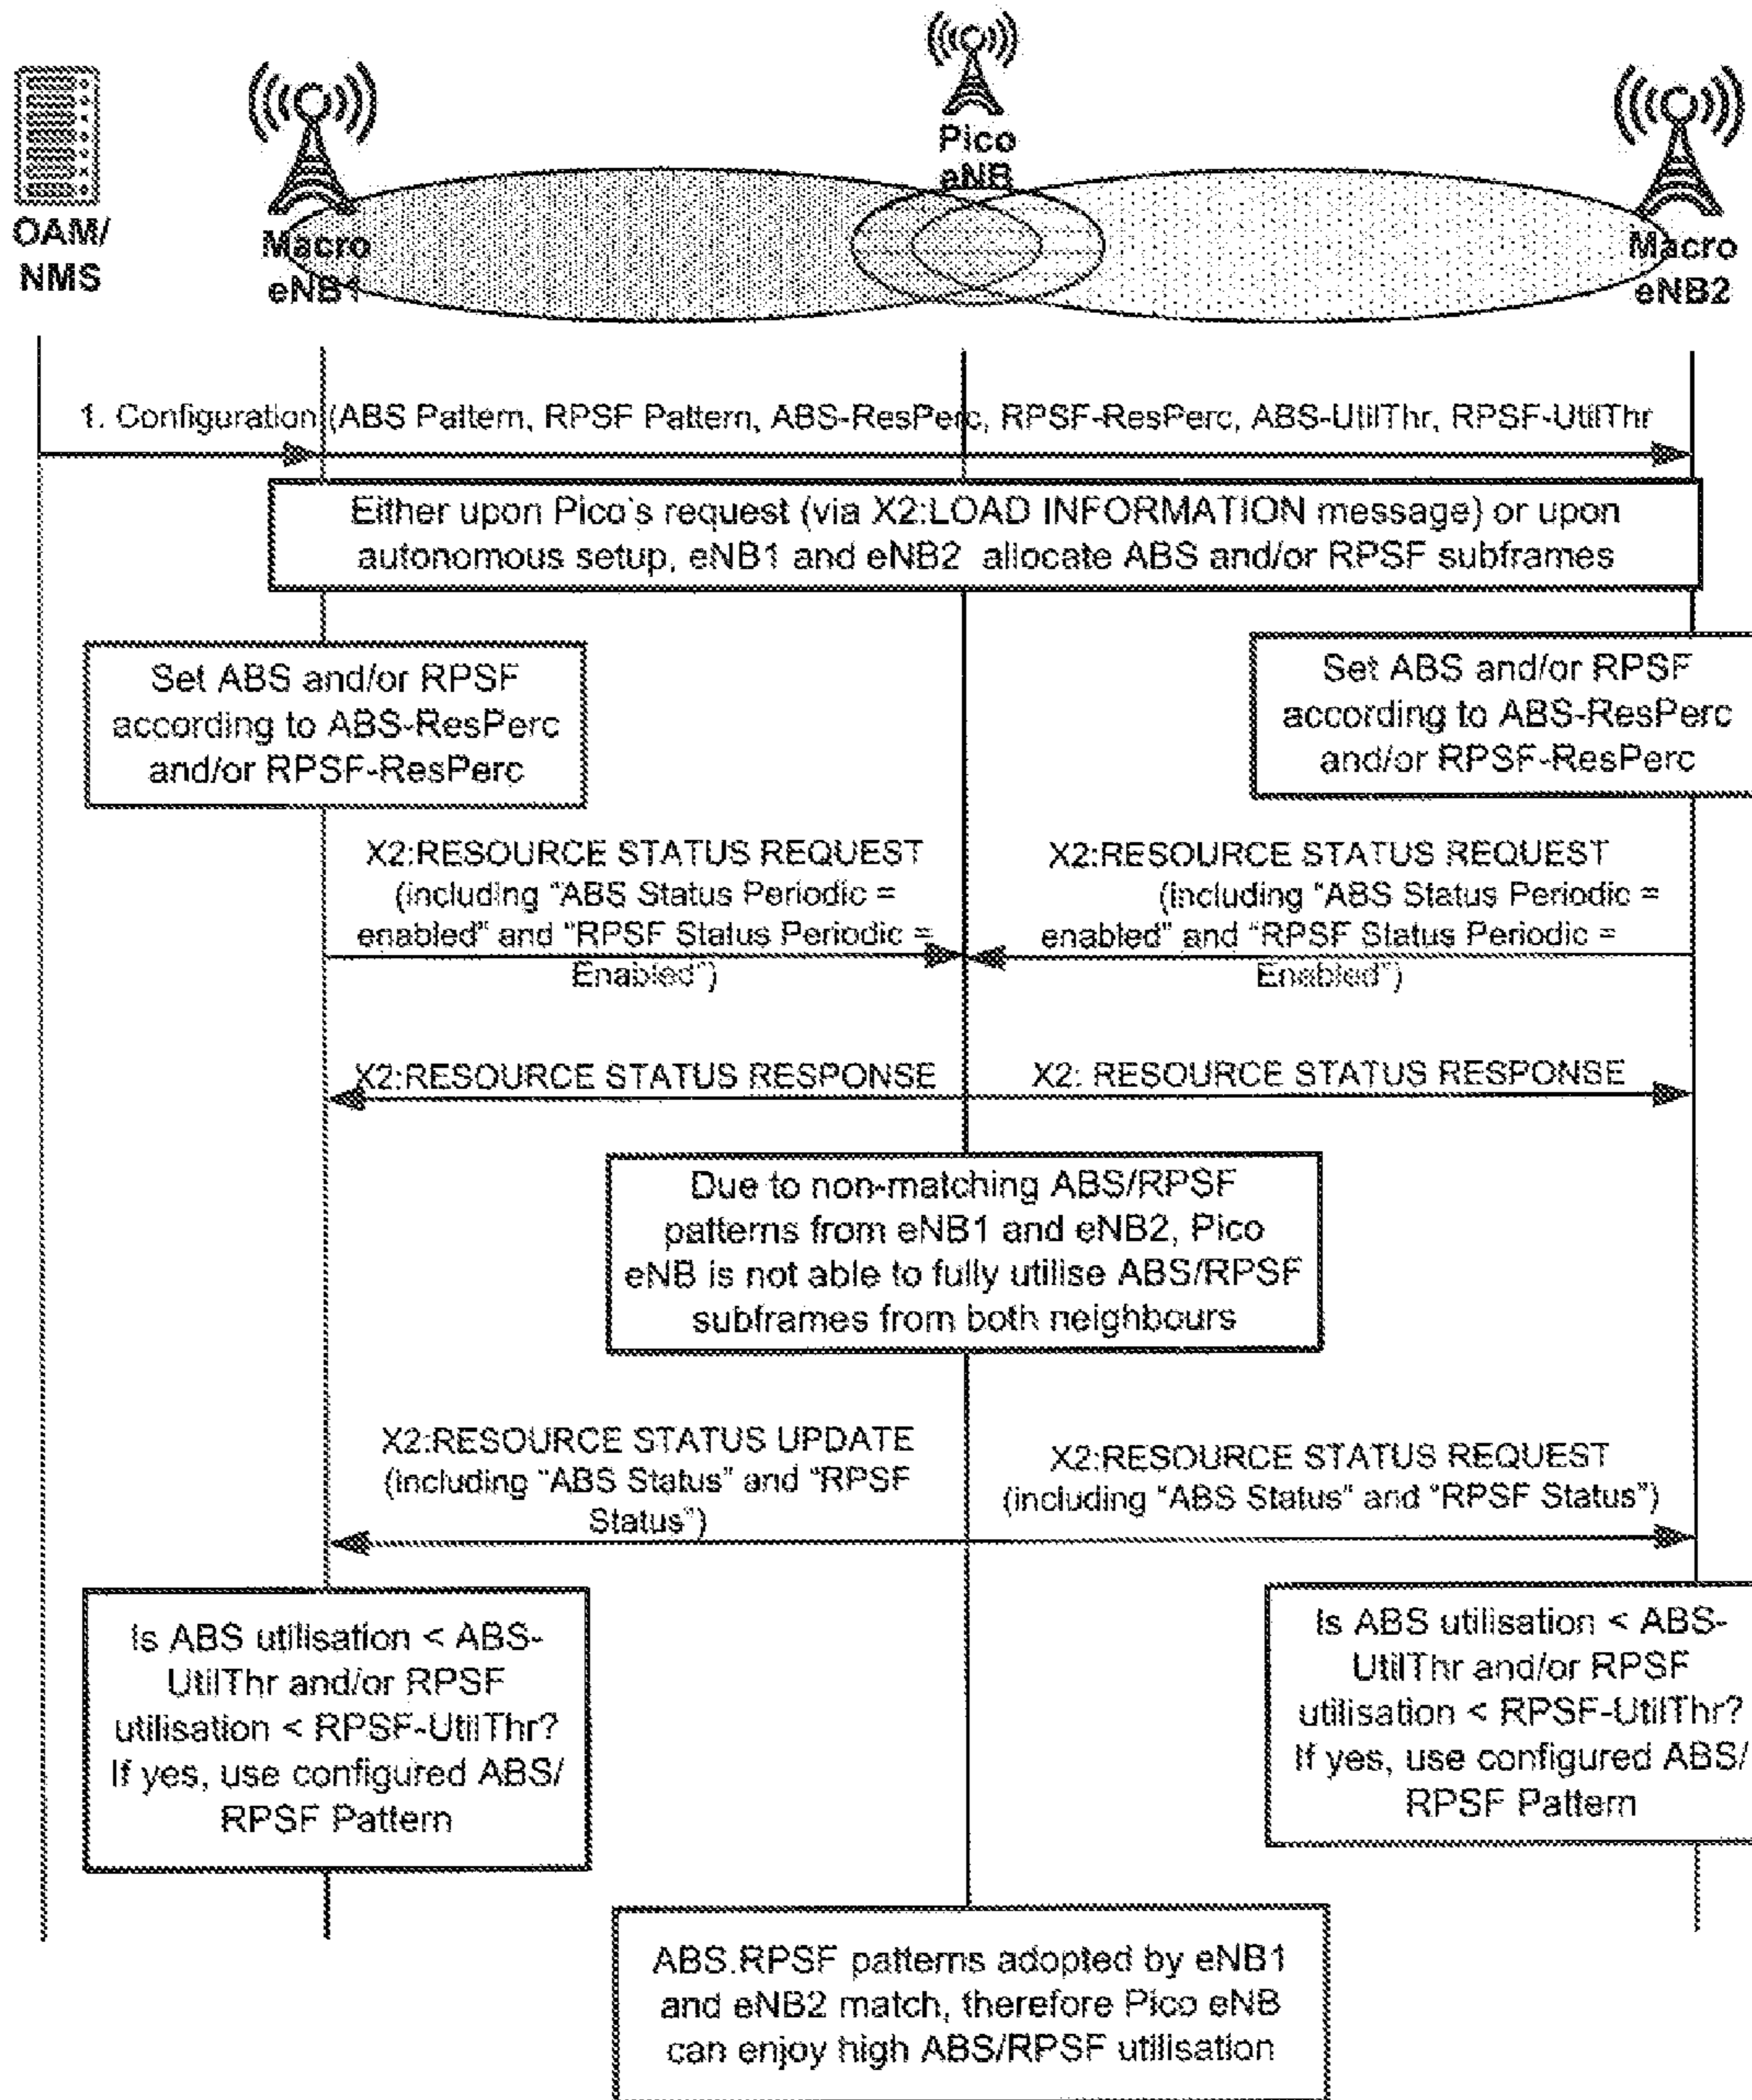 Pico
eNB
OAM/
NMS
Macro
eNB1
Macro
eNB2
1. Configuration (ABS Pattern, RPSF Pattern, ABS-ResPerc, RPSF-ResPerc, ABS-UtilThr, RPSF-UtilThr
Either upon Pico's request (via X2:LOAD INFORMATION message) or upon
autonomous setup, eNB1 and eNB2 allocate ABS and/or RPSF subframes
Set ABS and/or RPSF
according to ABS-ResPerc
and/or RPSF-ResPerc
Set ABS and/or RPSF
according to ABS-ResPerc
and/or RPSF-ResPerc
X2:RESOURCE STATUS REQUEST
(including "ABS Status Periodic =
enabled" and "RPSF Status Periodic =
Enabled")
X2:RESOURCE STATUS REQUEST
(including "ABS Status Periodic =
enabled" and "RPSF Status Periodic =
Enabled")
X2:RESOURCE STATUS RESPONSE
X2: RESOURCE STATUS RESPONSE
Due to non-matching ABS/RPSF
patterns from eNB1 and eNB2, Pico
eNB is not able to fully utilise ABS/RPSF
subframes from both neighbours
X2:RESOURCE STATUS UPDATE
(including "ABS Status" and "RPSF
Status")
X2:RESOURCE STATUS REQUEST
(including "ABS Status" and "RPSF Status")
Is ABS utilisation < ABS-
UtilThr and/or RPSF
utilisation < RPSF-UtilThr?
If yes, use configured ABS/
RPSF Pattern
Is ABS utilisation < ABS-
UtilThr and/or RPSF
utilisation < RPSF-UtilThr?
If yes, use configured ABS/
RPSF Pattern
ABS.RPSF patterns adopted by eNB1
and eNB2 match, therefore Pico eNB
can enjoy high ABS/RPSF utilisation